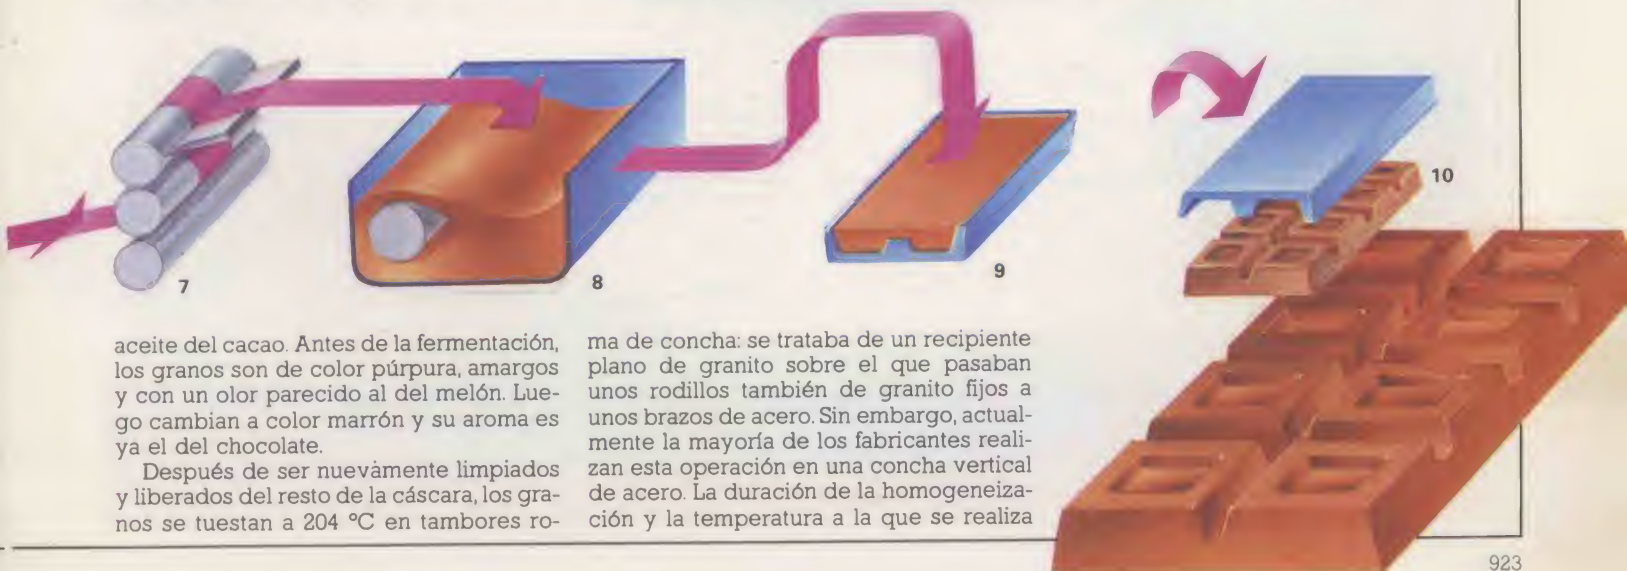 7
8
9
10
aceite del cacao. Antes de la fermentación,
los granos son de color púrpura, amargos
y con un olor parecido al del melón. Lue-
go cambian a color marrón y su aroma es
ya el del chocolate.
Después de ser nuevamente limpiados
y liberados del resto de la cáscara, los gra-
nos se tuestan a 204 °C en tambores ro-
ma de concha: se trataba de un recipiente
plano de granito sobre el que pasaban
unos rodillos también de granito fijos a
unos brazos de acero. Sin embargo, actual-
mente la mayoría de los fabricantes reali-
zan esta operación en una concha vertical
de acero. La duración de la homogeneiza-
ción y la temperatura a la que se realiza
923